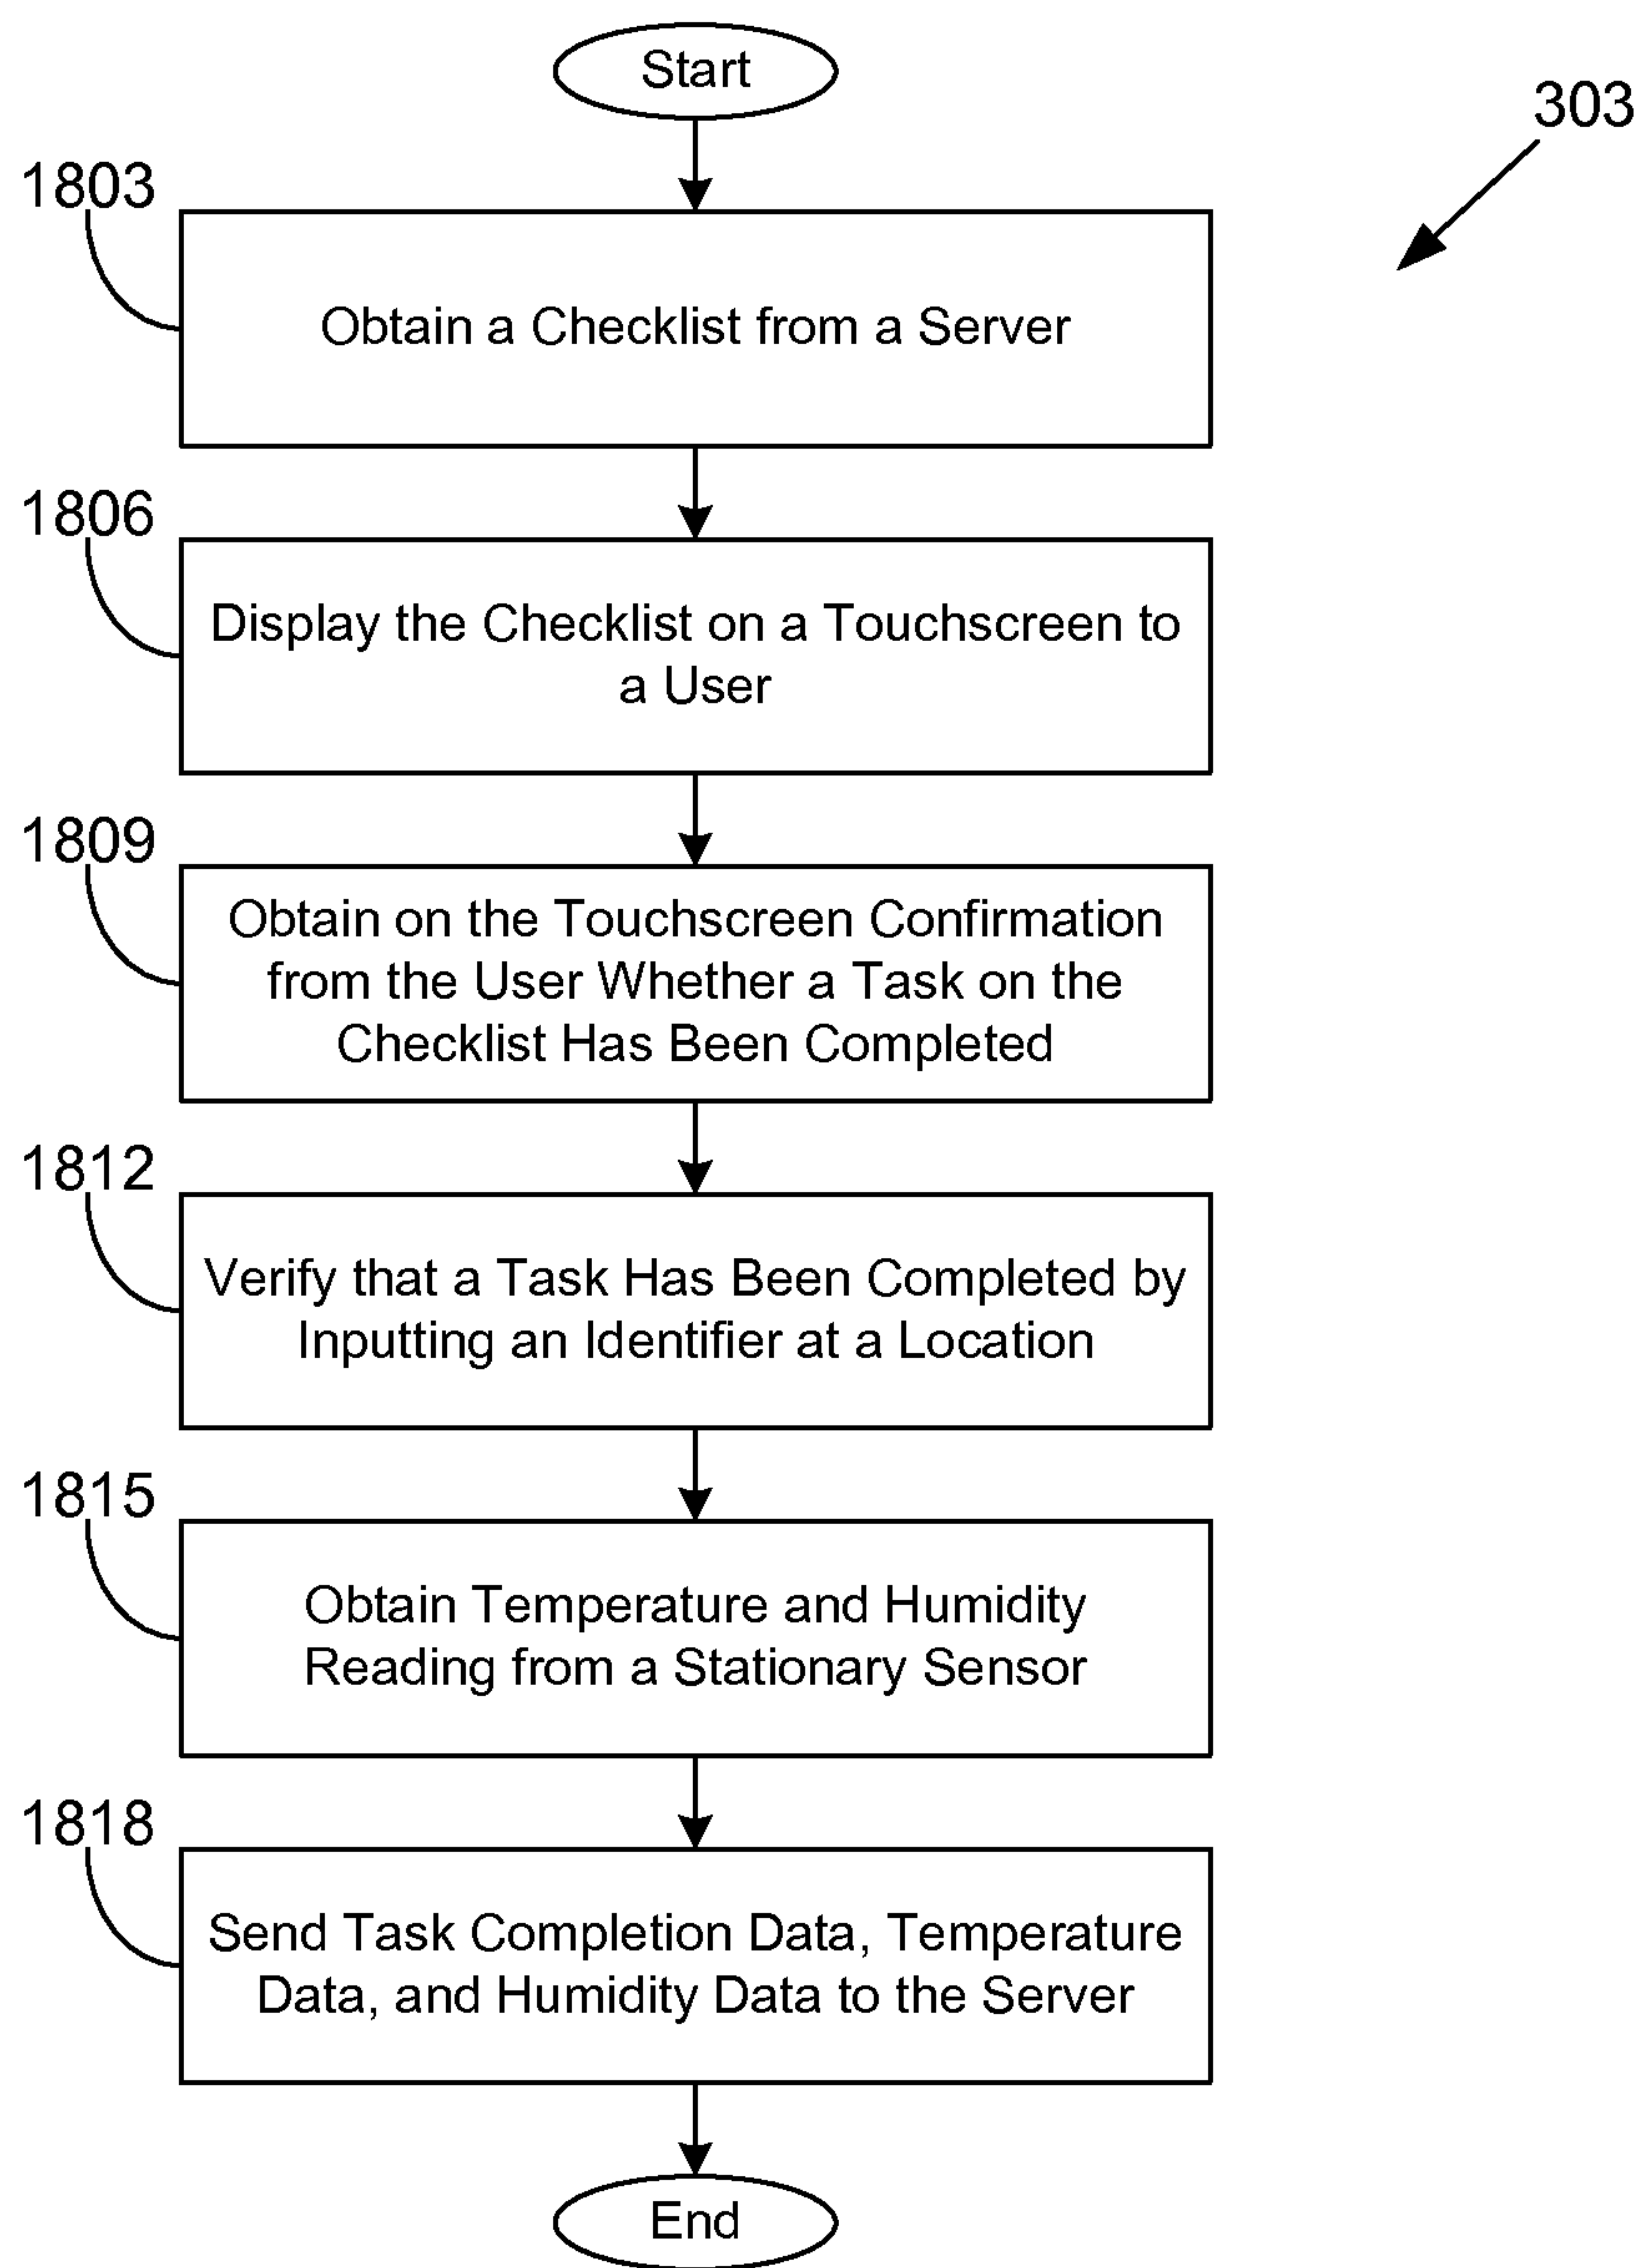 Start
303
1803
Obtain a Checklist from a Server
1806
Display the Checklist on a Touchscreen to
a User
1809
Obtain on the Touchscreen Confirmation
from the User Whether a Task on the
Checklist Has Been Completed
1812
Verify that a Task Has Been Completed by
Inputting an Identifier at a Location
1815
Obtain Temperature and Humidity
Reading from a Stationary Sensor
1818
Send Task Completion Data, Temperature
Data, and Humidity Data to the Server
End